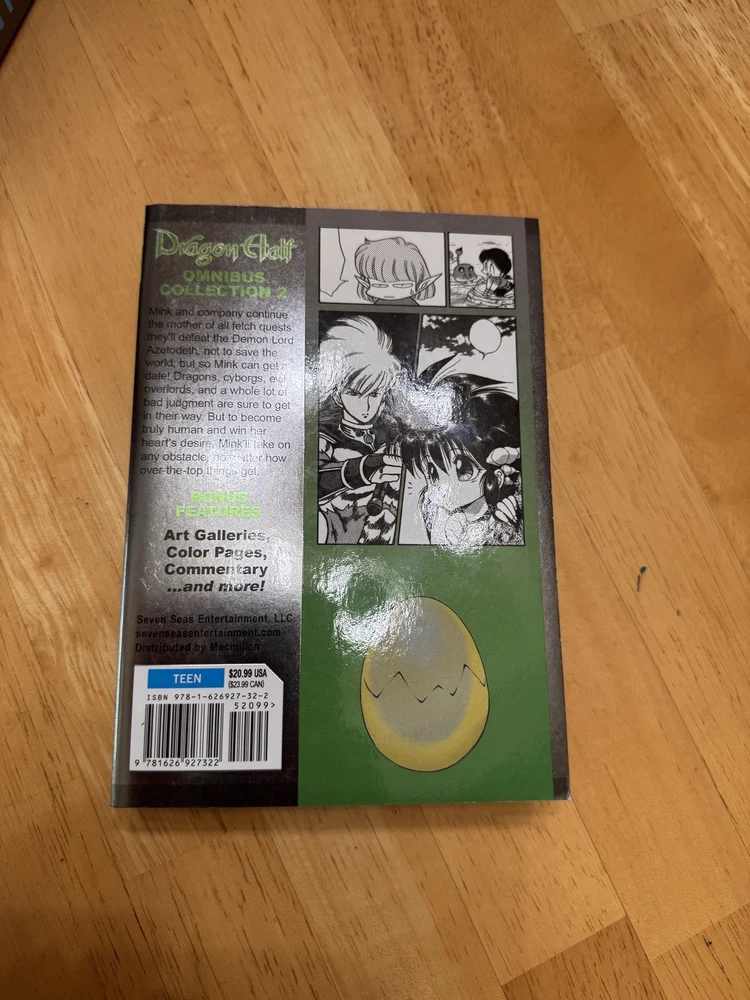 Dragon Half
OMNIBUS
COLLECTION 2
Mink and company continue
the mother of all fetch quests:
they'll defeat the Demon Lord
Azetodeth, not to save the
world, but so Mink can get a
date! Dragons, cyborgs, evil
overlords, and a whole lot of
bad judgment are sure to get
in their way. But to become
truly human and win her
heart's desire, Mink'll take on
any obstacle, no matter how
over-the-top things get.
BONUS
FEATURES
Art Galleries,
Color Pages,
Commentary
...and more!
Seven Seas Entertainment, LLC.
sevenseasentertainment.com
Distributed by Macmillan
TEEN
$20.99 USA
($23.99 CAN)
ISBN 978-1-626927-32-2
52099>
9 781626 927322